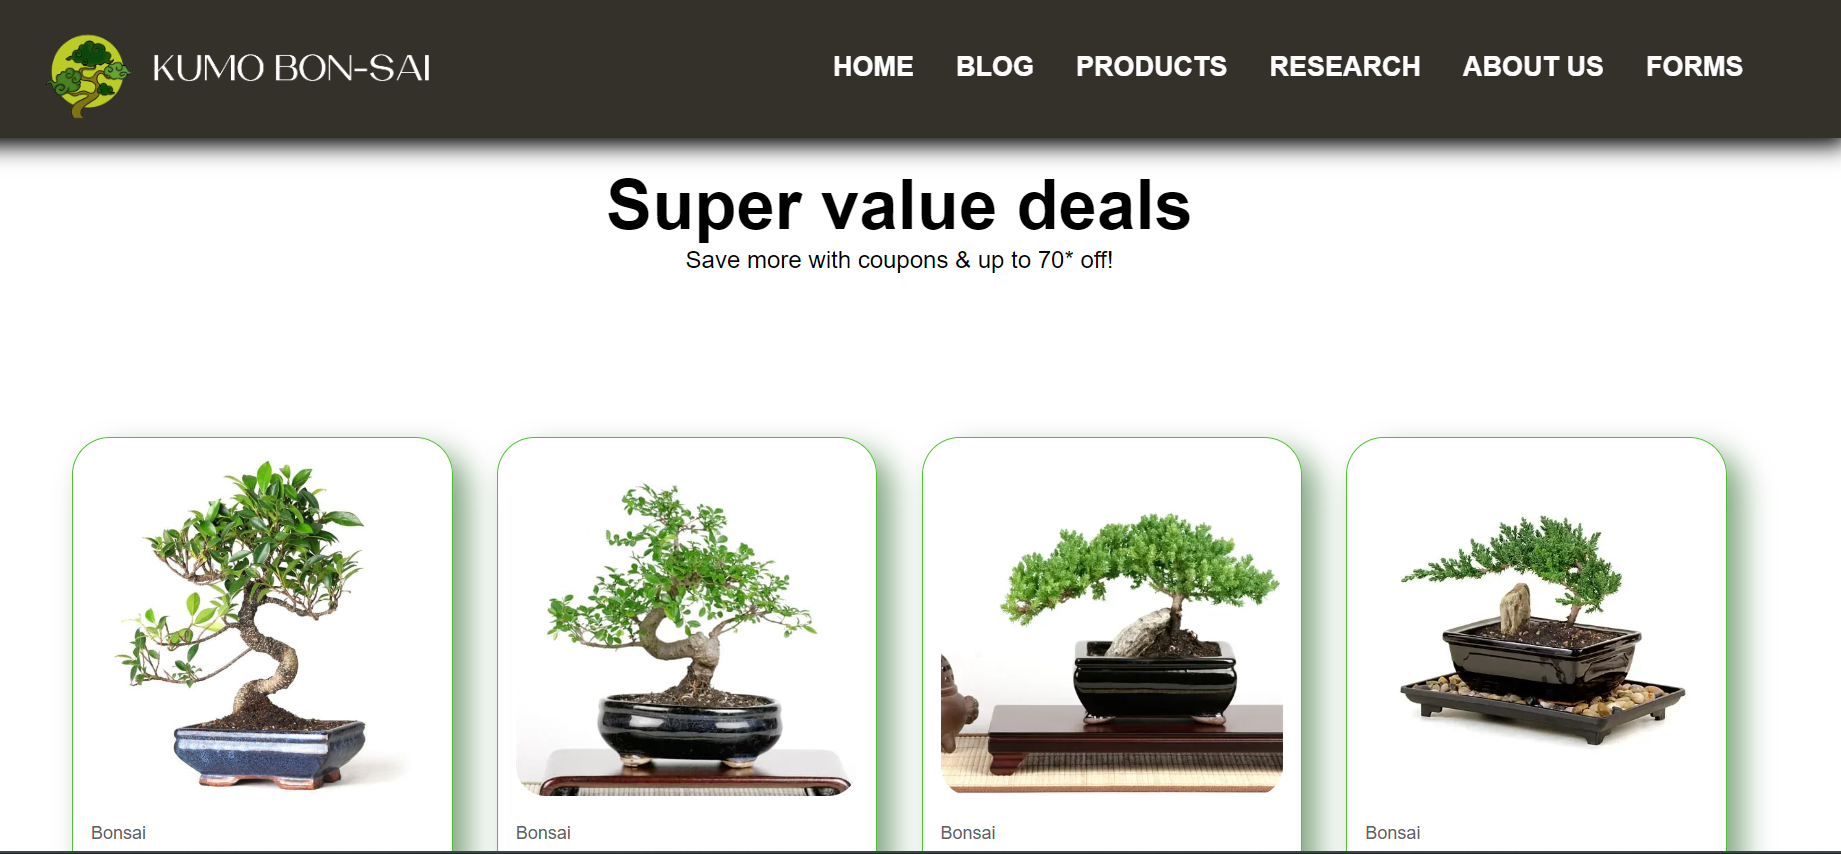 KUMO BON-SAI
HOME BLOG PRODUCTS RESEARCH ABOUT US FORMS
Super value deals
Save more with coupons & up to 70* off!
Bonsai
Bonsai
Bonsai
Bonsai